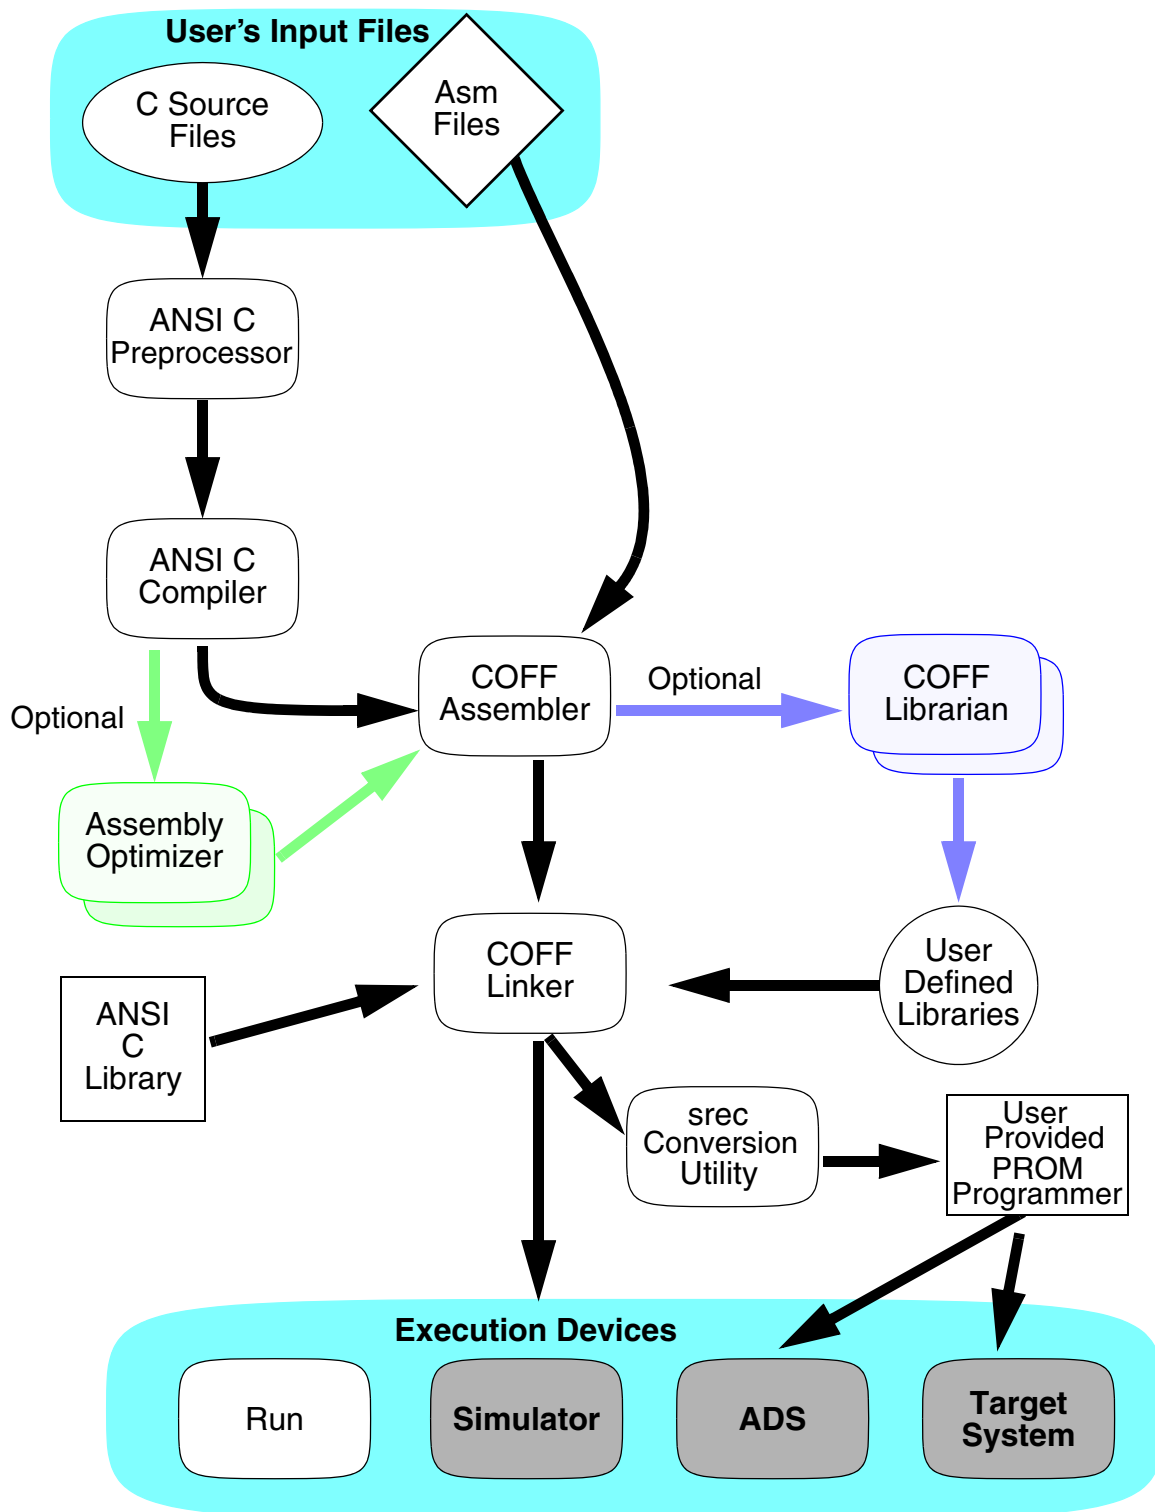 User’s Input Files
C Source
Files
Asm
Files
ANSI C
Preprocessor
ANSI C
Compiler
Optional
COFF
Assembler
Optional
COFF
Librarian
Assembly
Optimizer
COFF
Linker
User
Defined
Libraries
ANSI
C
Library
srec
Conversion
Utility
User
Provided
PROM
Programmer
Execution Devices
Run
Simulator
ADS
Target
System